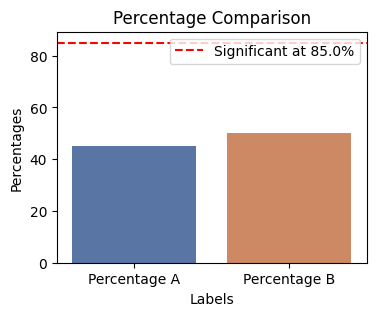 Percentage Comparison
Significant at 85.0%
Percentages
80
60
40
20
0
Percentage A
Percentage B
Labels